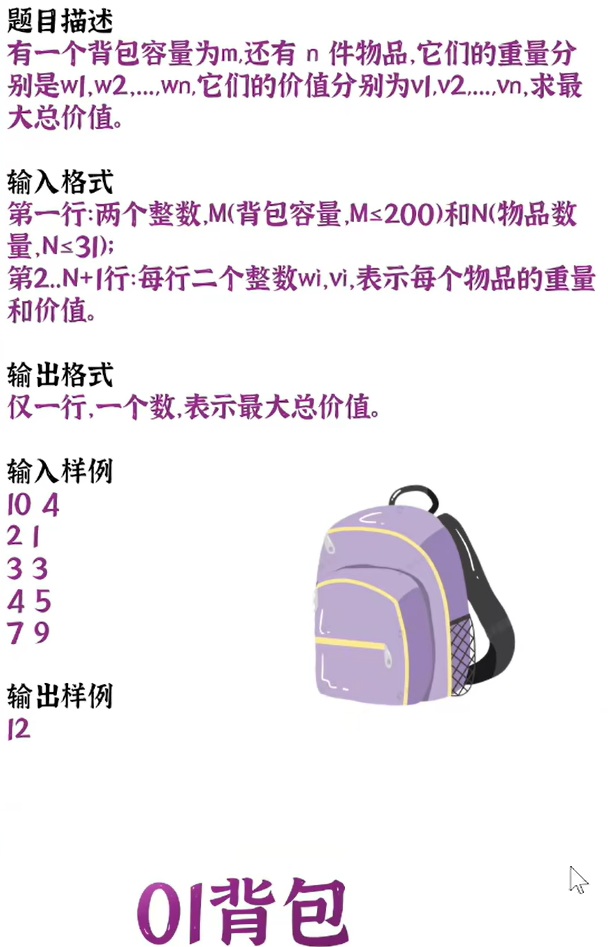 题目描述
有一个背包容量为m,还有 n 件物品,它们的重量分
别是w1,w2,...,wn,它们的价值分别为v1,v2,...,vn,求最
大总价值。
输入格式
第一行:两个整数,M(背包容量,M≤200)和N(物品数
量,N≤31);
第2..N+1行:每行二个整数wi,vi,表示每个物品的重量
和价值。
输出格式
仅一行,一个数,表示最大总价值。
输入样例
10 4
2 1
3 3
4 5
7 9
输出样例
12
01背包